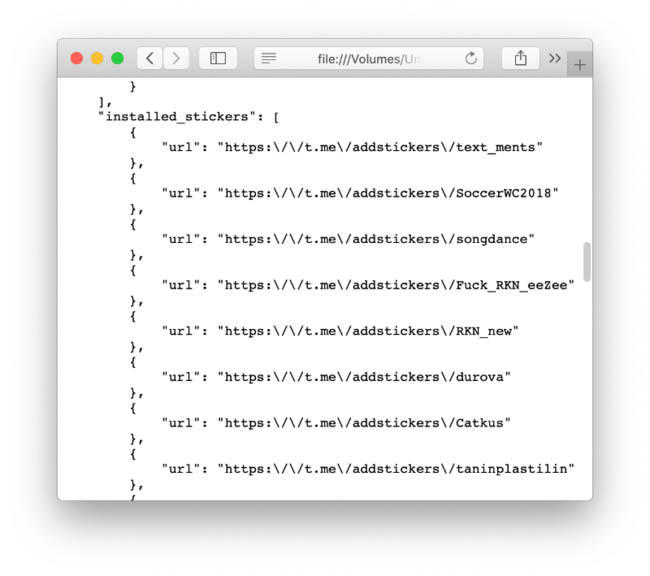 file:///Volumes/Un
}
],
"installed_stickers": [
{
"url": "https:\/\/t.me\/addstickers\/text_ments"
},
{
"url": "https:\/\/t.me\/addstickers\/SoccerWC2018"
},
{
"url": "https:\/\/t.me\/addstickers\/songdance"
},
{
"url": "https:\/\/t.me\/addstickers\/Fuck_RKN_eeZee"
},
{
"url": "https:\/\/t.me\/addstickers\/RKN_new"
},
{
"url": "https:\/\/t.me\/addstickers\/durova"
},
{
"url": "https:\/\/t.me\/addstickers\/Catkus"
},
{
"url": "https:\/\/t.me\/addstickers\/taninplastilin"
},
{